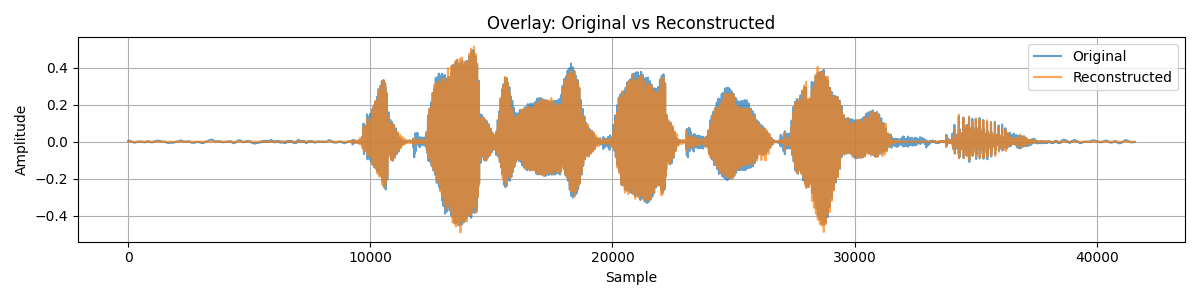 Overlay: Original vs Reconstructed
Original
Reconstructed
Amplitude
0.4
0.2
0.0
−0.2
−0.4
0 10000 20000 30000 40000
Sample